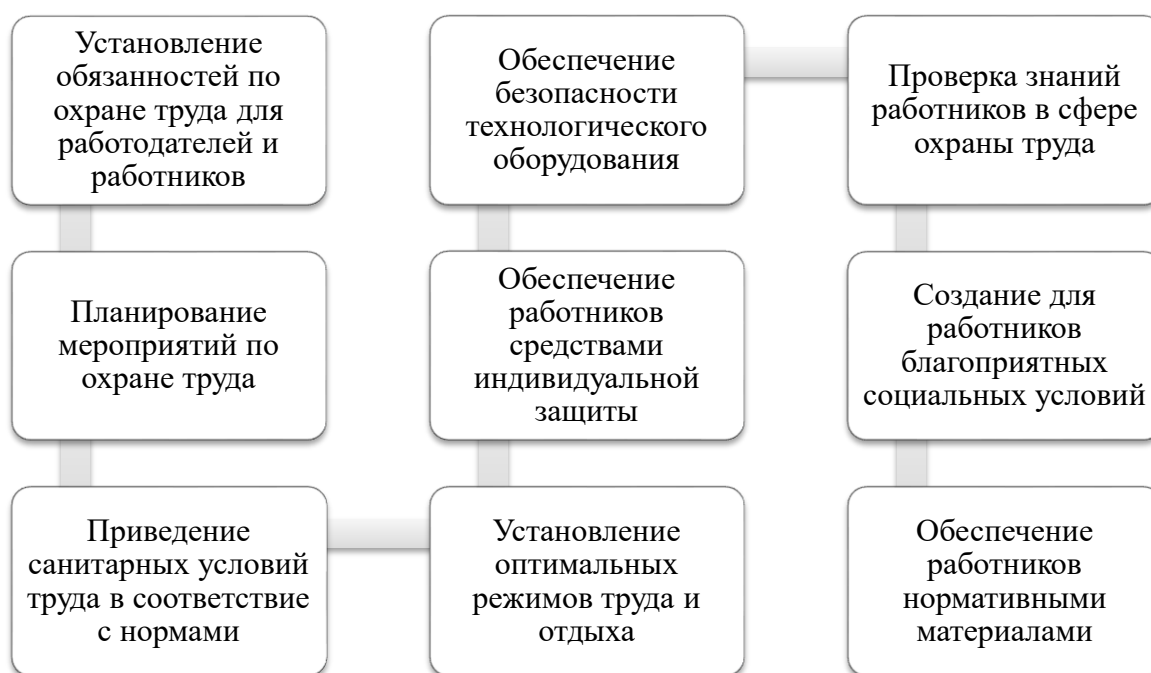 Установление
обязанностей по
охране труда для
работодателей и
работников
Планирование
мероприятий по
охране труда
Приведение
санитарных условий
труда в соответствие
с нормами
Установление
оптимальных
режимов труда и
отдыха
Обеспечение
работников
средствами
индивидуальной
защиты
Обеспечение
безопасности
технологического
оборудования
Проверка знаний
работников в сфере
охраны труда
Создание для
работников
благоприятных
социальных условий
Обеспечение
работников
нормативными
материалами